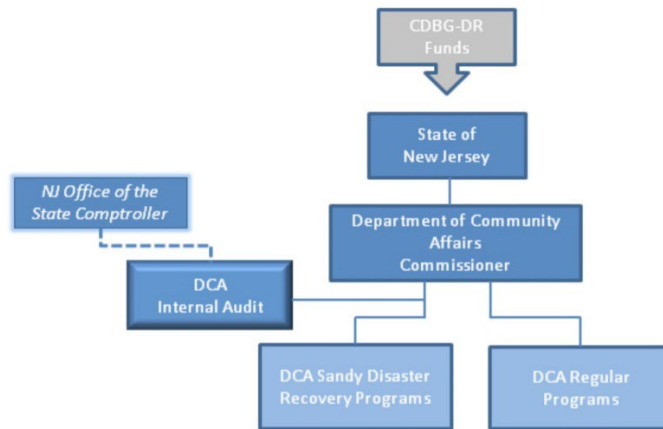 CDBG-DR
Funds
State of
New Jersey
NJ Office of the
State Comptroller
Department of Community
Affairs
Commissioner
DCA
Internal Audit
DCA Sandy Disaster
Recovery Programs
DCA Regular
Programs